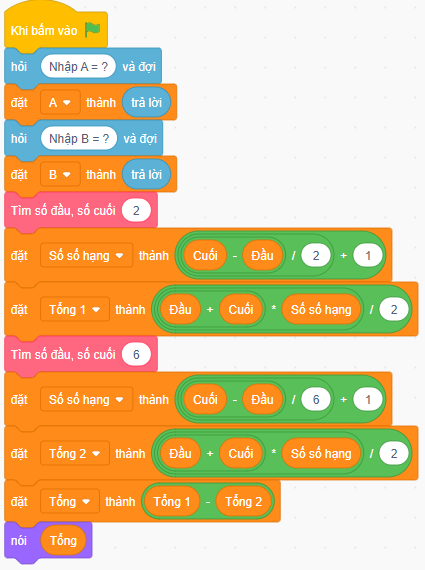 Khi bấm vào
hỏi Nhập A = ? và đợi
đặt A thành trả lời
hỏi Nhập B = ? và đợi
đặt B thành trả lời
Tìm số đầu, số cuối 2
đặt Số số hạng thành Cuối - Đầu / 2 + 1
đặt Tổng 1 thành Đầu + Cuối * Số số hạng / 2
Tìm số đầu, số cuối 6
đặt Số số hạng thành Cuối - Đầu / 6 + 1
đặt Tổng 2 thành Đầu + Cuối * Số số hạng / 2
đặt Tổng thành Tổng 1 - Tổng 2
nói Tổng